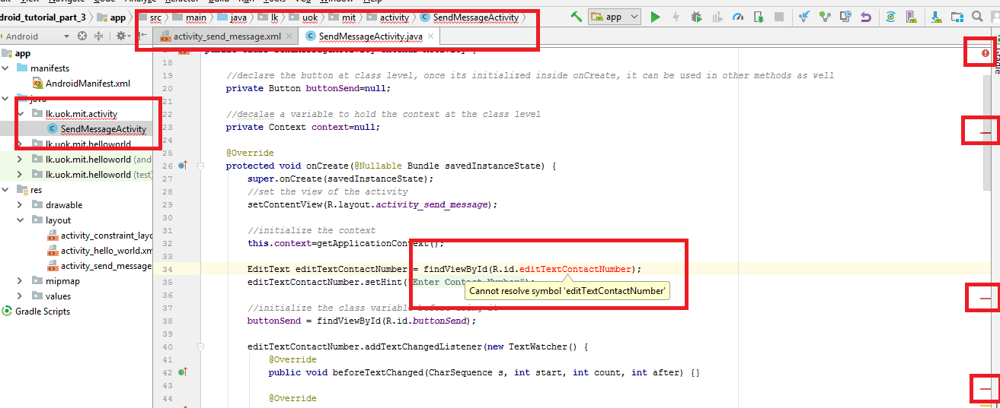 droid_tutorial_part_3 app src main java lk uok mit activity SendMessageActivity app
Android activity_send_message.xml SendMessageActivity.java
app
manifests
AndroidManifest.xml
java
lk.uok.mit.activity
SendMessageActivity
lk.uok.mit.helloworld
lk.uok.mit.helloworld (and
lk.uok.mit.helloworld (test)
res
drawable
layout
activity_constraint_layo
activity_hello_world.xm
activity_send_message
mipmap
values
Gradle Scripts
18
19 //declare the button at class level, once its initialized inside onCreate, it can be used in other methods as well
20 private Button buttonSend=null;
21
22 //decalae a variable to hold the context at the class level
23 private Context context=null;
24
25 @Override
26 protected void onCreate(@Nullable Bundle savedInstanceState) {
27 super.onCreate(savedInstanceState);
28 //set the view of the activity
29 setContentView(R.layout.activity_send_message);
30
31 //initialize the context
32 this.context=getApplicationContext();
33
34 EditText editTextContactNumber = findViewById(R.id.editTextContactNumber);
35 editTextContactNumber.setHint("Enter Contact Number");
Cannot resolve symbol 'editTextContactNumber'
36
37 //initialize the class variable before using it
38 buttonSend = findViewById(R.id.buttonSend);
39
40 editTextContactNumber.addTextChangedListener(new TextWatcher() {
41 @Override
42 public void beforeTextChanged(CharSequence s, int start, int count, int after) {}
43
44 @Override